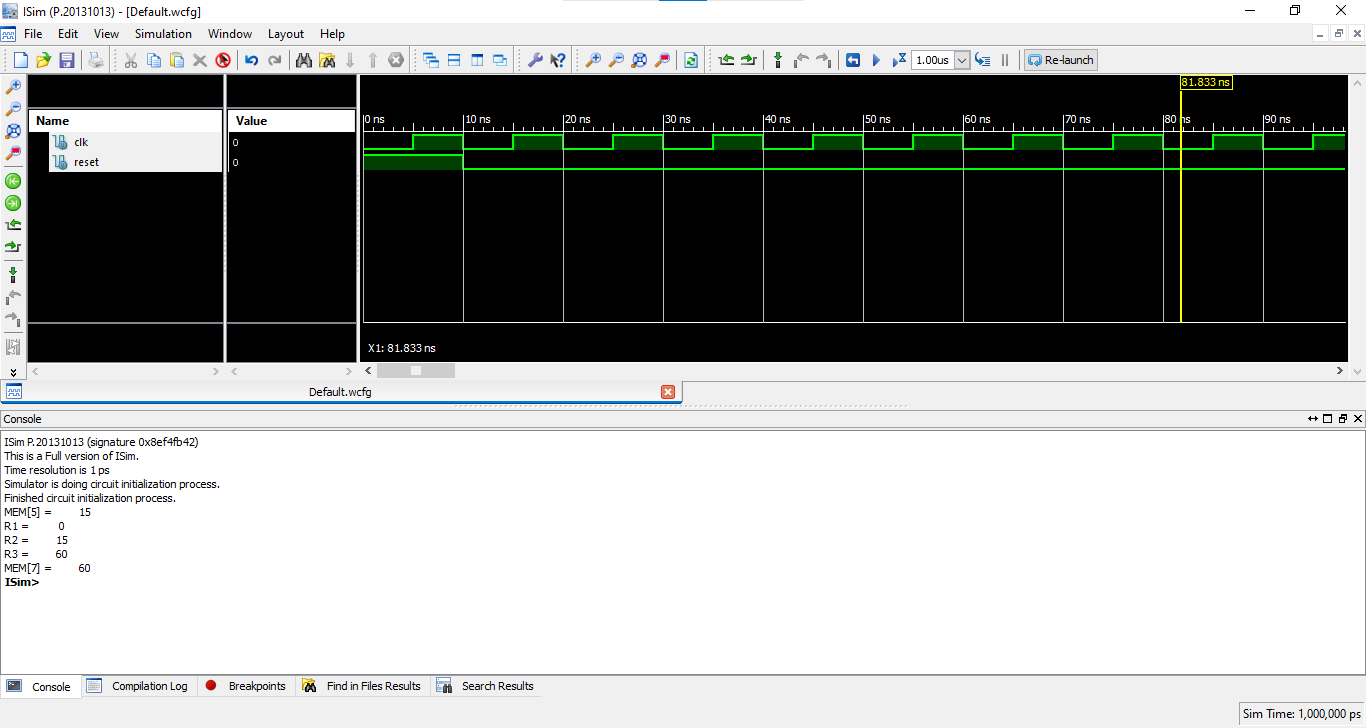 ISim (P.20131013) - [Default.wcfg]
File Edit View Simulation Window Layout Help
1.00us Re-launch
81.833 ns
Name Value
0 ns 10 ns 20 ns 30 ns 40 ns 50 ns 60 ns 70 ns 80 ns 90 ns
clk 0
reset 0
X1: 81.833 ns
Default.wcfg
Console
ISim P.20131013 (signature 0x8ef4fb42)
This is a Full version of ISim.
Time resolution is 1 ps
Simulator is doing circuit initialization process.
Finished circuit initialization process.
MEM[5] = 15
R1 = 0
R2 = 15
R3 = 60
MEM[7] = 60
ISim>
Console Compilation Log Breakpoints Find in Files Results Search Results
Sim Time: 1,000,000 ps